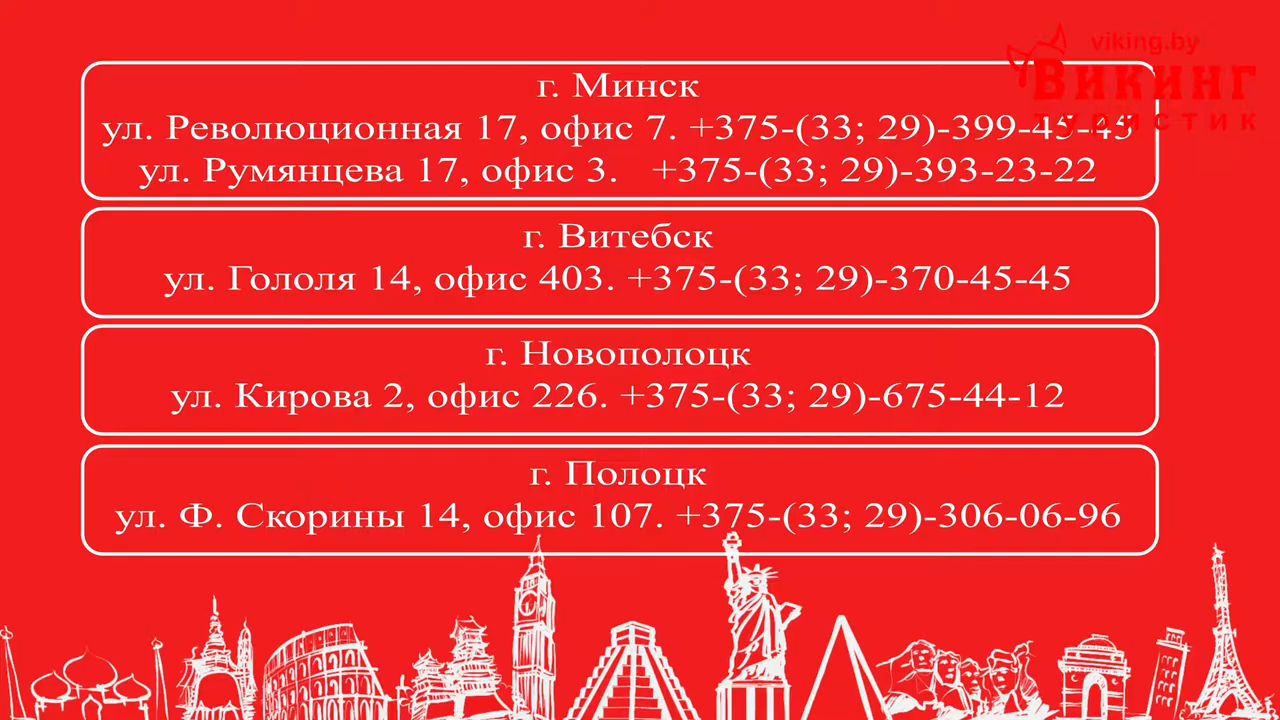 viking.by
Викинг
туристик
г. Минск
ул. Революционная 17, офис 7. +375-(33; 29)-399-45-45
ул. Румянцева 17, офис 3. +375-(33; 29)-393-23-22
г. Витебск
ул. Гололя 14, офис 403. +375-(33; 29)-370-45-45
г. Новополоцк
ул. Кирова 2, офис 226. +375-(33; 29)-675-44-12
г. Полоцк
ул. Ф. Скорины 14, офис 107. +375-(33; 29)-306-06-96